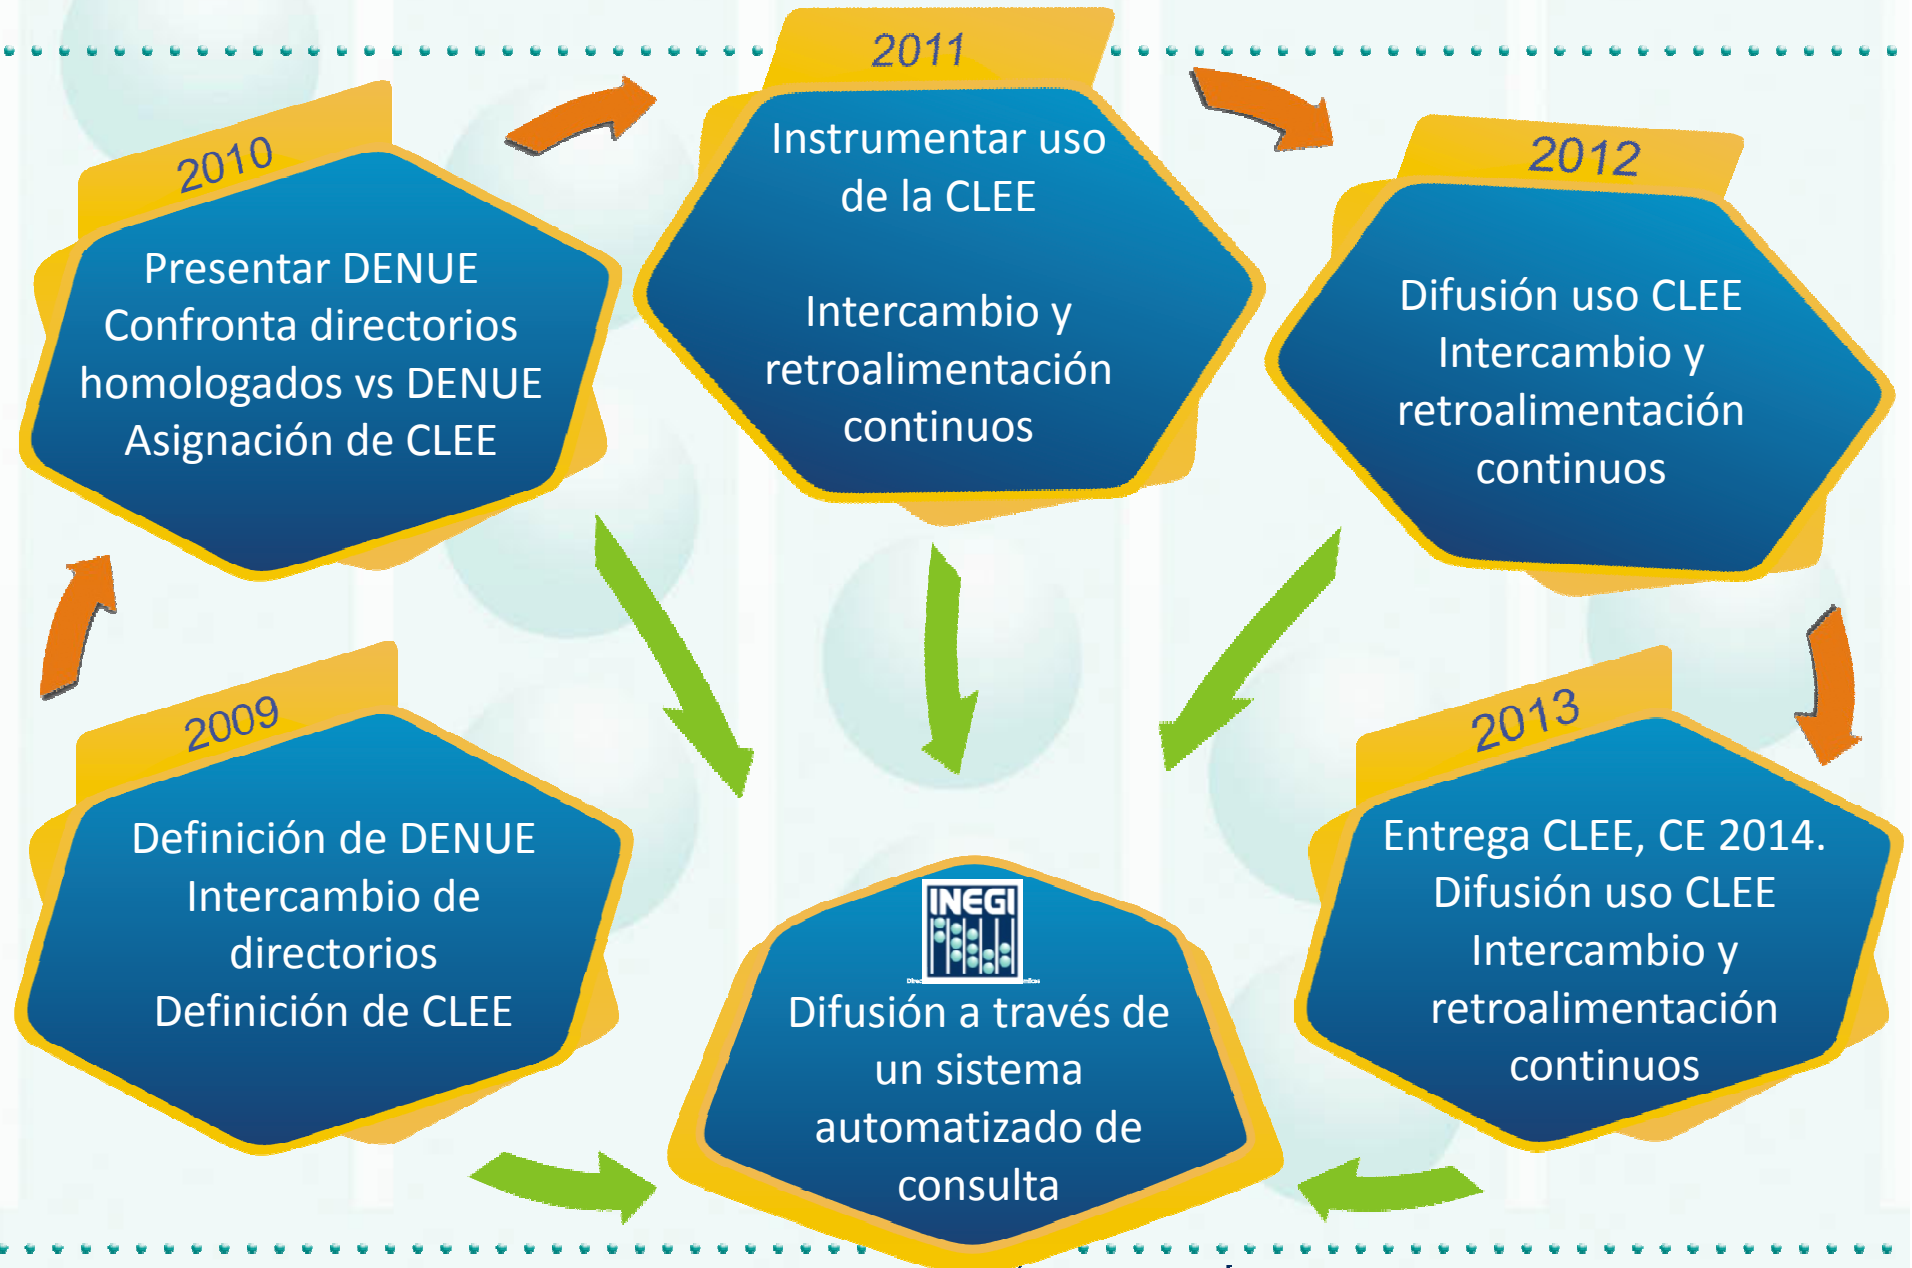 2011
Instrumentar uso
de la CLEE
Intercambio y
retroalimentación
continuos
2010
Presentar DENUE
Confronta directorios
homologados vs DENUE
Asignación de CLEE
2012
Difusión uso CLEE
Intercambio y
retroalimentación
continuos
2009
Definición de DENUE
Intercambio de
directorios
Definición de CLEE
2013
Entrega CLEE, CE 2014.
Difusión uso CLEE
Intercambio y
retroalimentación
continuos
INEGI
Difusión a través de
un sistema
automatizado de
consulta